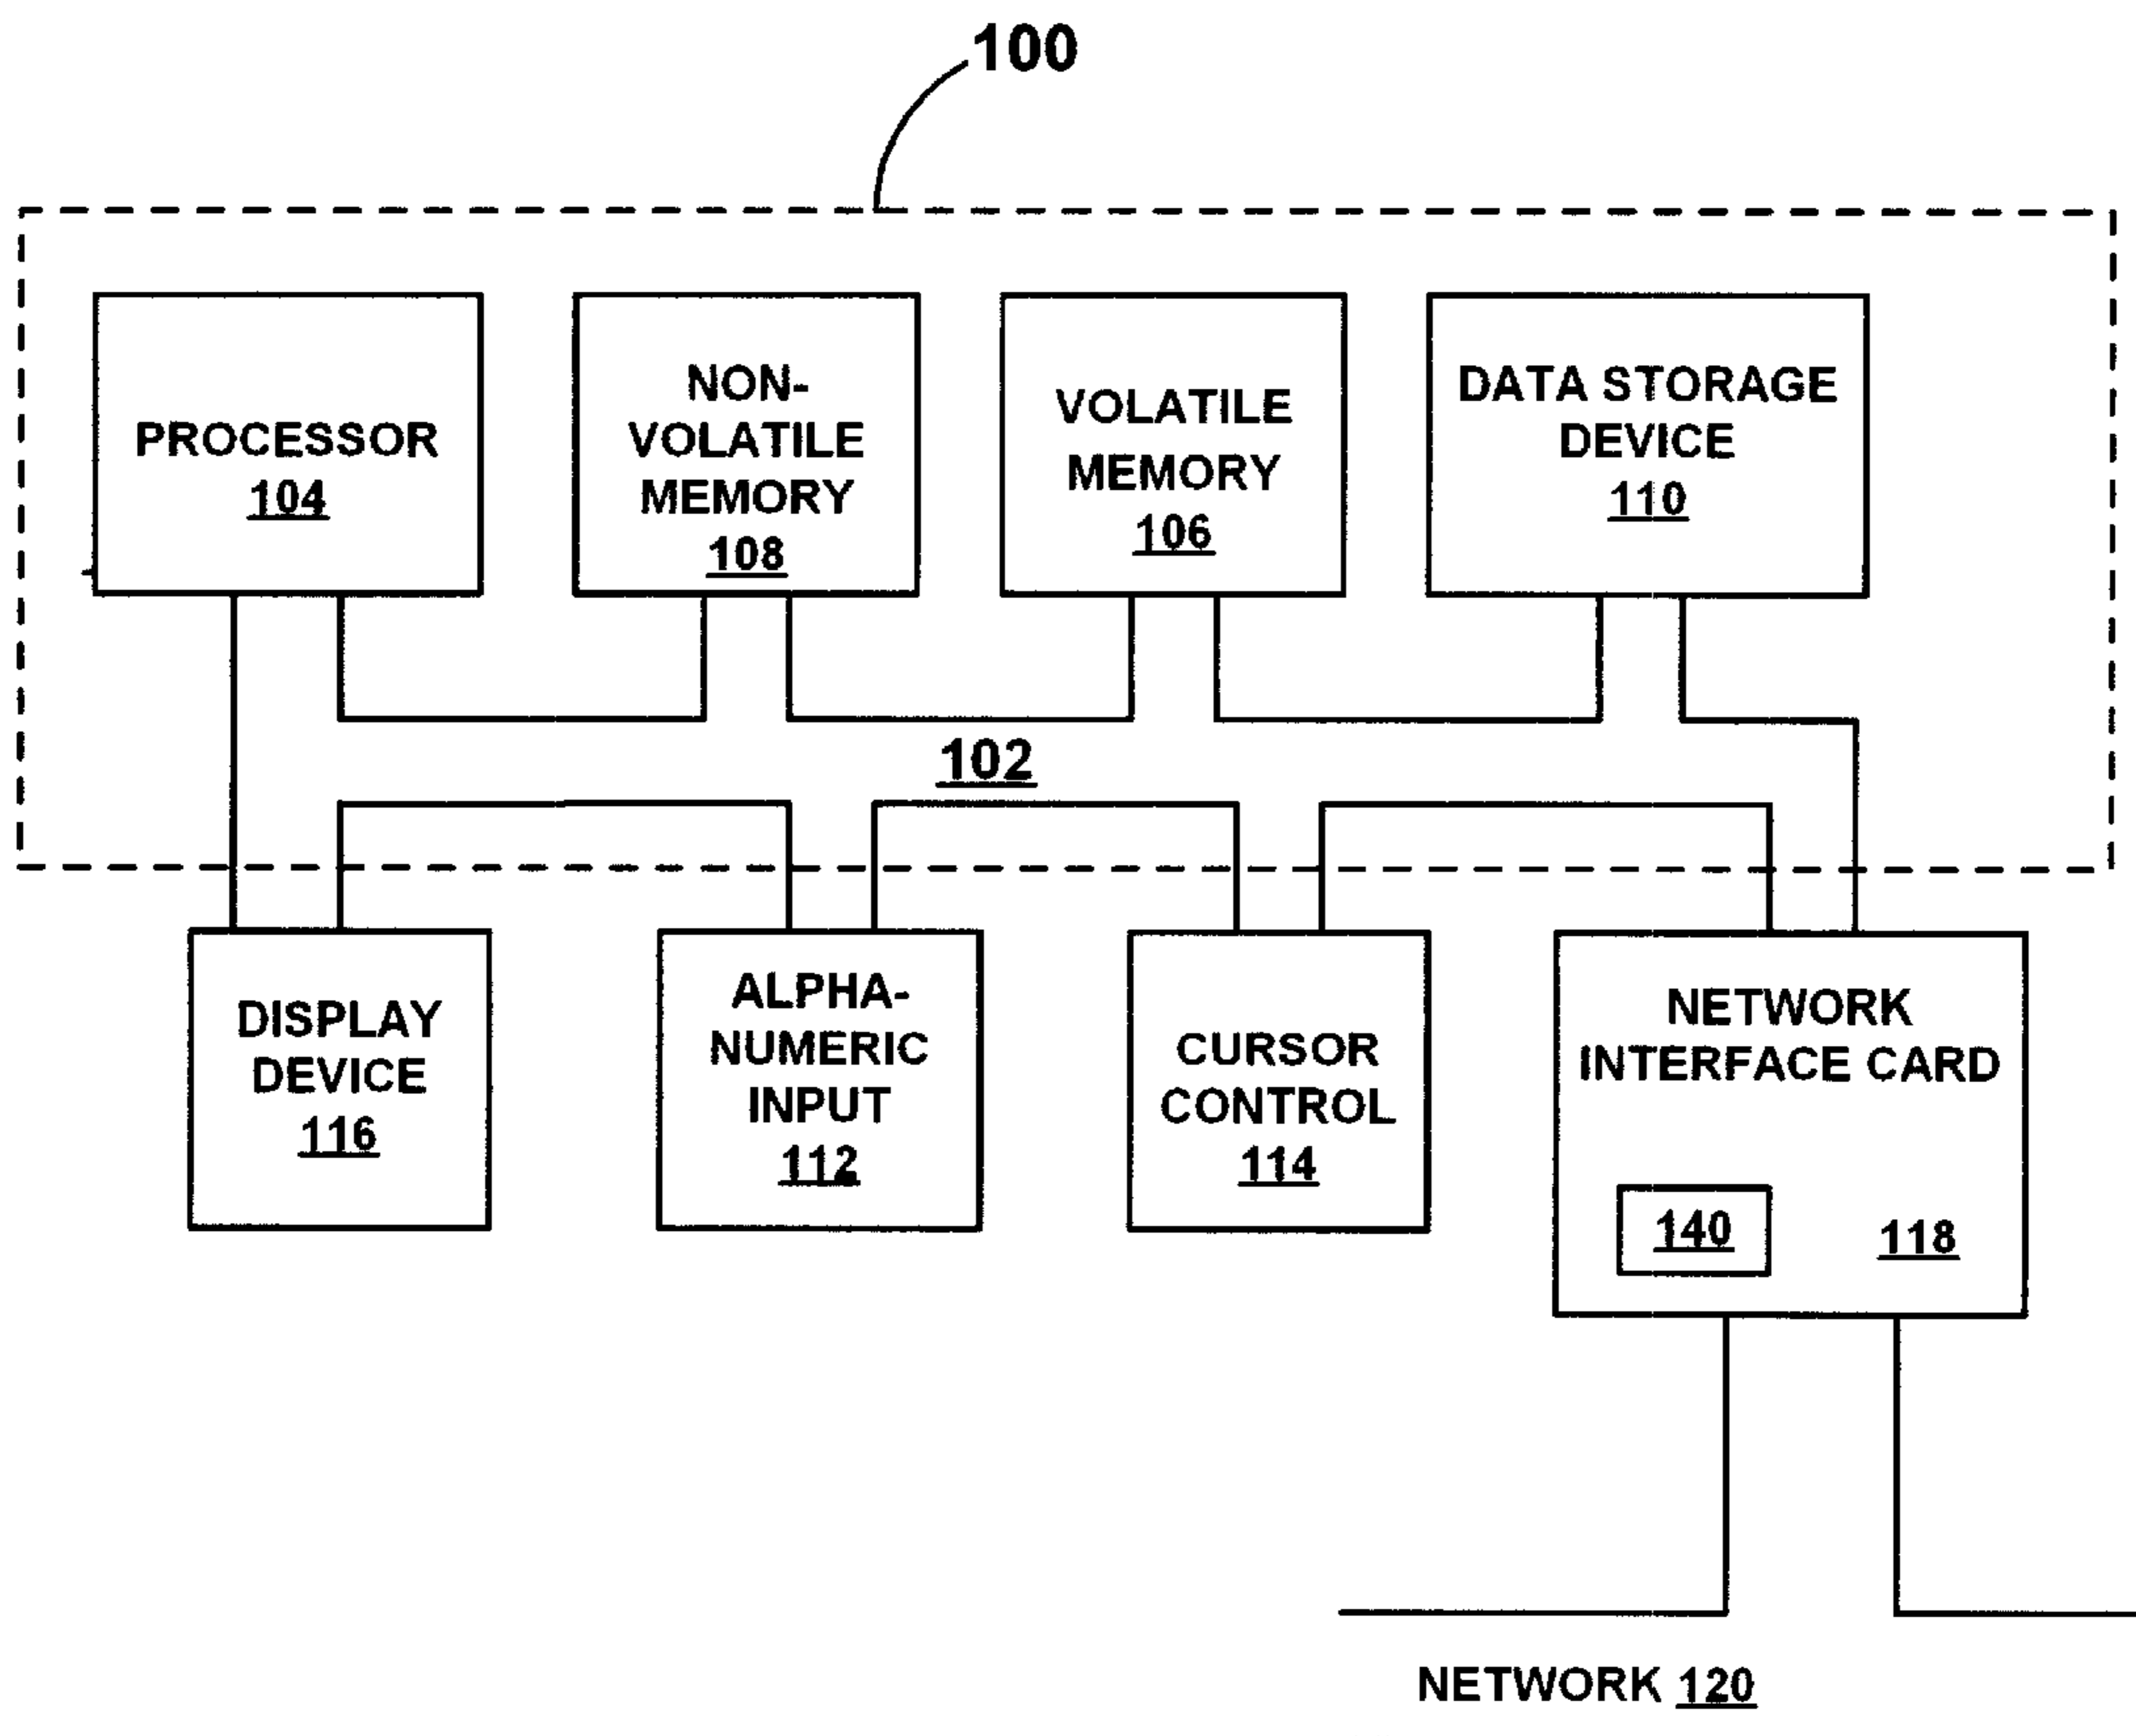 100
PROCESSOR
104
NON-
VOLATILE
MEMORY
108
VOLATILE
MEMORY
106
DATA STORAGE
DEVICE
110
102
DISPLAY
DEVICE
116
ALPHA-
NUMERIC
INPUT
112
CURSOR
CONTROL
114
NETWORK
INTERFACE CARD
140
118
NETWORK 120